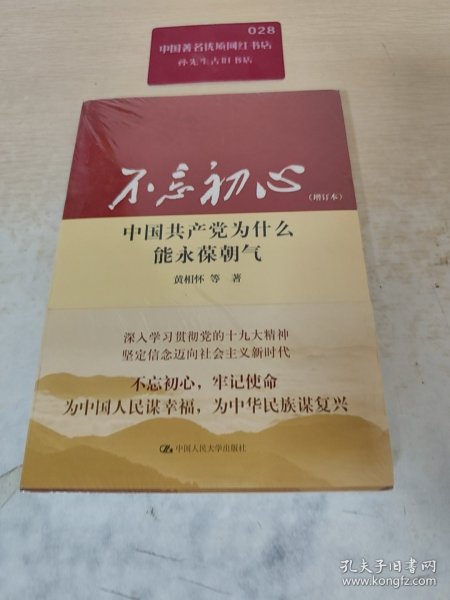 028
中国著名优质网红书店
孙先生古旧书店
不忘初心
(增订本)
中国共产党为什么
能永葆朝气
黄相怀 等 著
深入学习贯彻党的十九大精神
坚定信念迈向社会主义新时代
不忘初心，牢记使命
为中国人民谋幸福，为中华民族谋复兴
中国人民大学出版社
孔夫子旧书网
www.kongfz.com